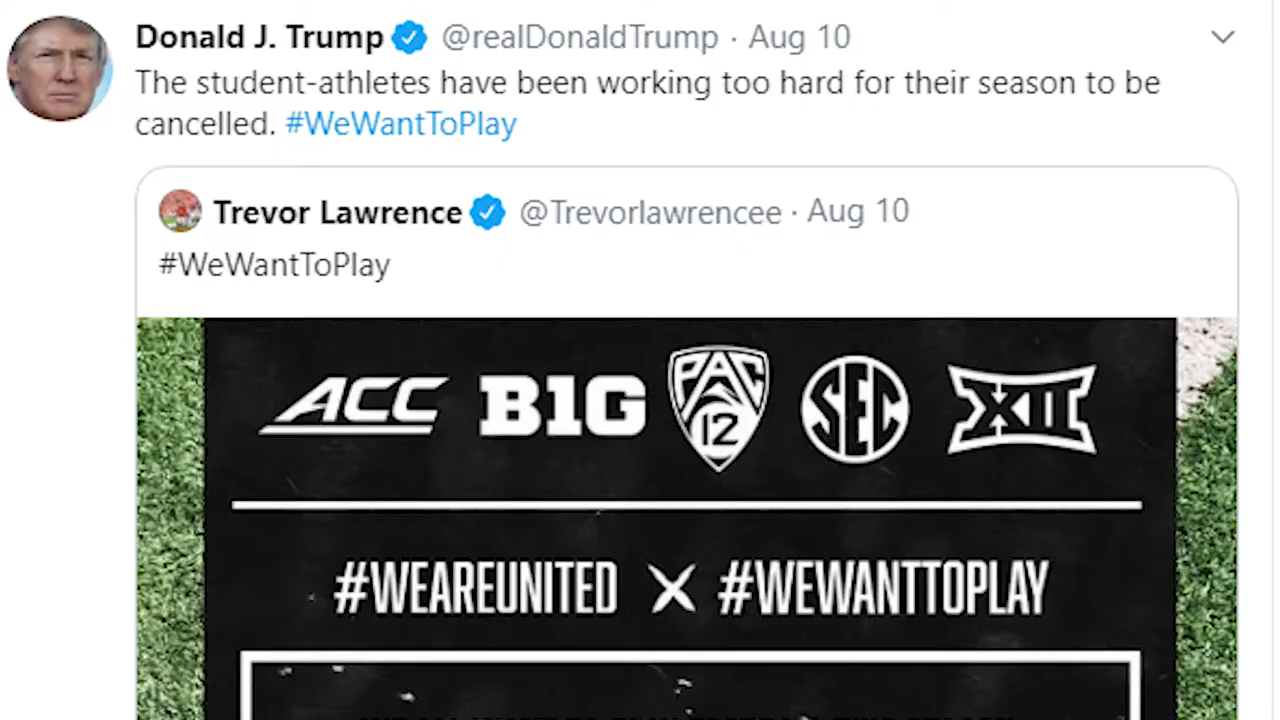 Donald J. Trump @realDonaldTrump · Aug 10
The student-athletes have been working too hard for their season to be
cancelled. #WeWantToPlay
Trevor Lawrence @Trevorlawrencee · Aug 10
#WeWantToPlay
ACC B1G PAC 12 SEC XII
#WEAREUNITED X #WEWANTTOPLAY